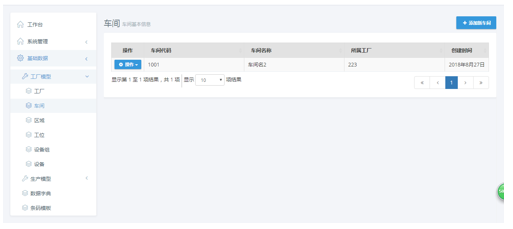 工作台
系统管理
基础数据
工厂模型
工厂
车间
区域
工位
设备组
设备
生产模型
数据字典
条码模板
车间 车间基本信息
+ 添加新车间
操作 车间代码 车间名称 所属工厂 创建时间
操作 1001 车间名2 223 2018年8月27日
显示第 1 至 1 项结果，共 1 项 显示 10 项结果
« ‹ 1 › »